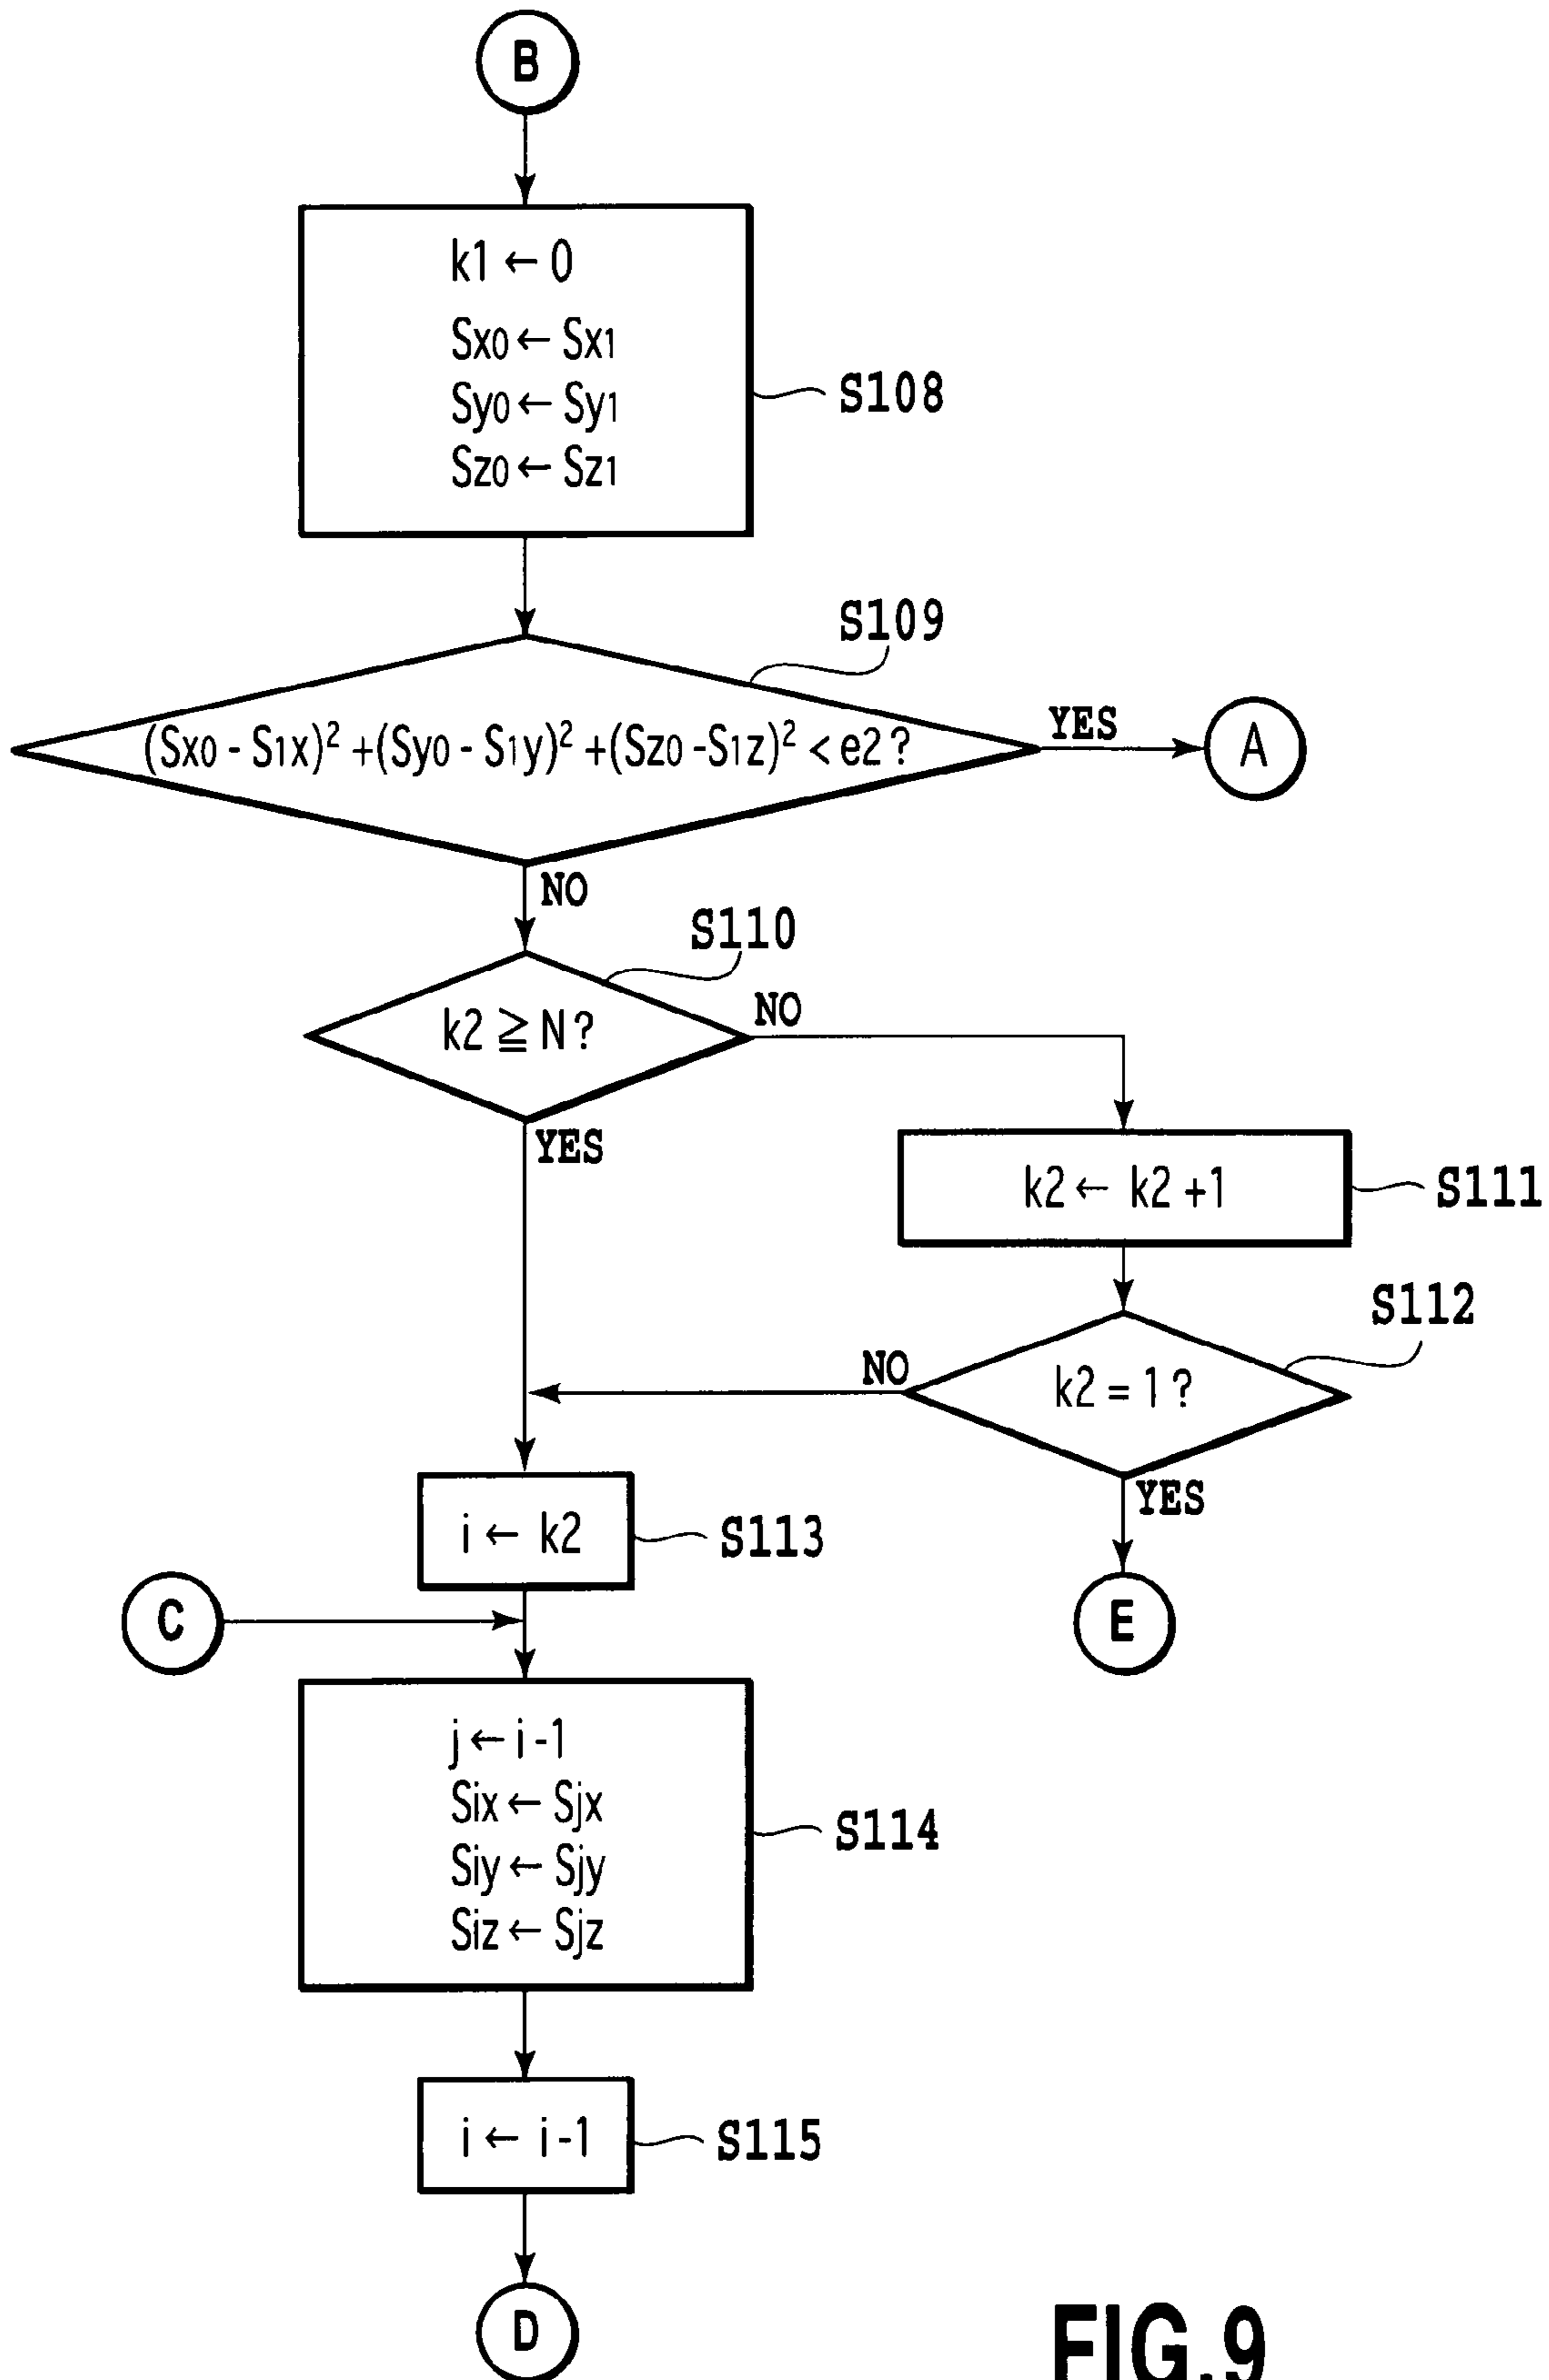 B
k1 ← 0
Sx0 ← Sx1
Sy0 ← Sy1
Sz0 ← Sz1
S108
S109
(Sx0 - S1x)² +(Sy0 - S1y)² +(Sz0 -S1z)² < e2 ?
YES
A
NO
S110
k2 ≧ N ?
NO
YES
k2 ← k2 +1
S111
S112
k2 = 1 ?
NO
YES
i ← k2
S113
C
E
j ← i -1
Six ← Sjx
Siy ← Sjy
Siz ← Sjz
S114
i ← i -1
S115
D
FIG.9